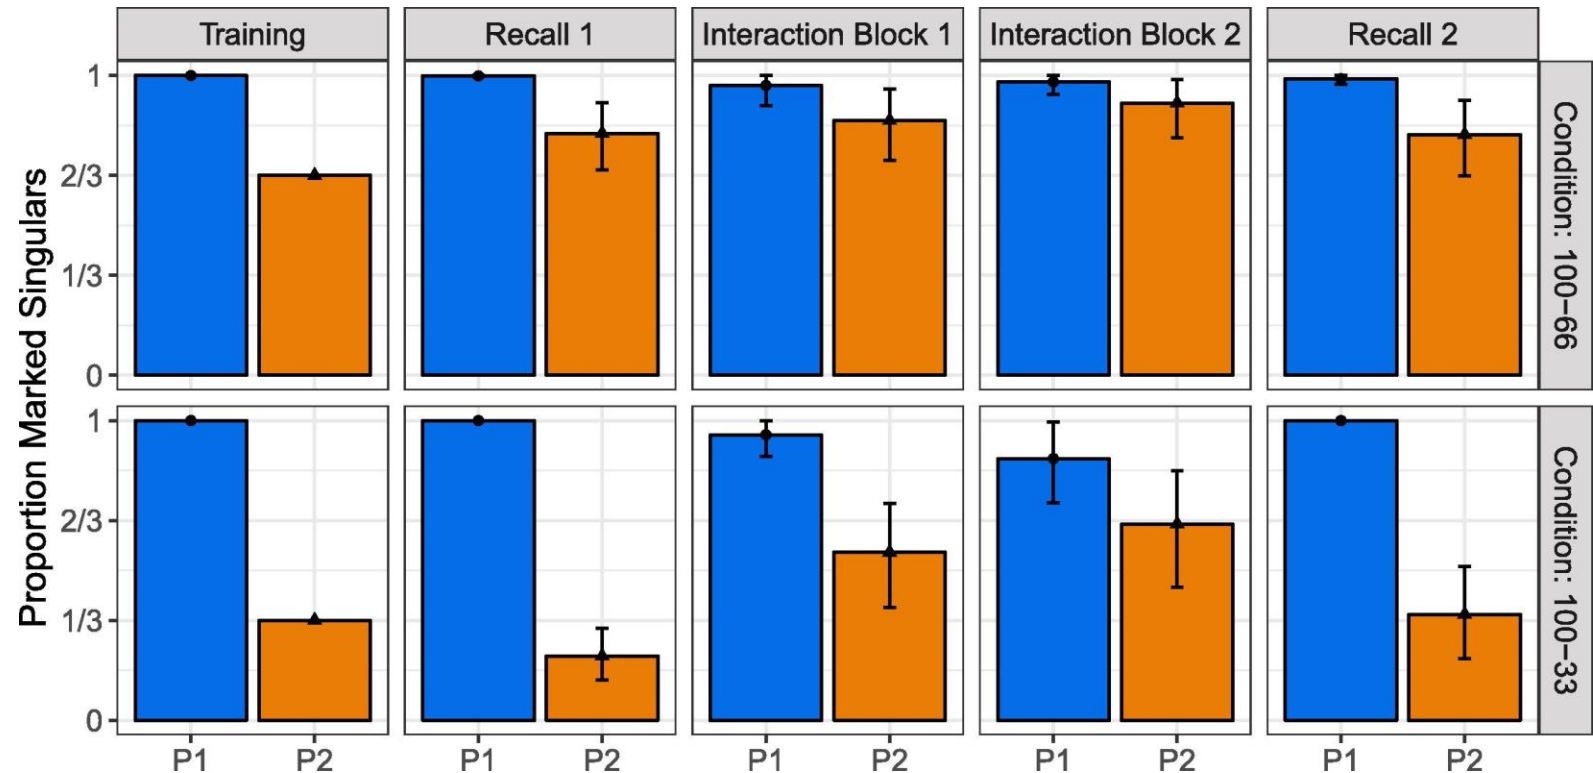 Training Recall 1 Interaction Block 1 Interaction Block 2 Recall 2
Proportion Marked Singulars
1
2/3
1/3
0
Condition: 100-66
1
2/3
1/3
0
Condition: 100-33
P1 P2 P1 P2 P1 P2 P1 P2 P1 P2